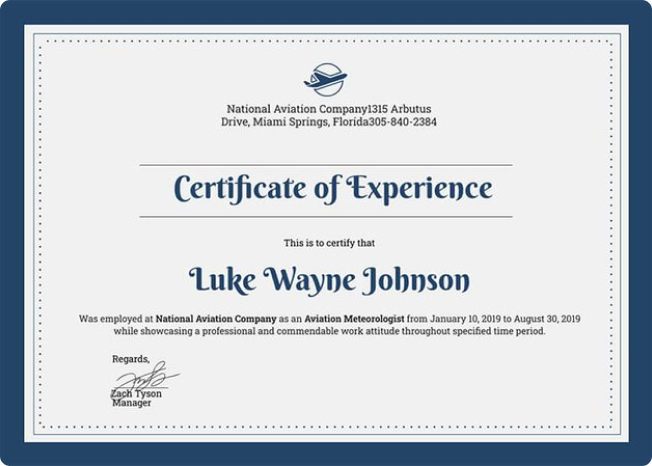 National Aviation Company1315 Arbutus
Drive, Miami Springs, Florida305-840-2384
Certificate of Experience
This is to certify that
Luke Wayne Johnson
Was employed at National Aviation Company as an Aviation Meteorologist from January 10, 2019 to August 30, 2019
while showcasing a professional and commendable work attitude throughout specified time period.
Regards,
Zach Tyson
Manager